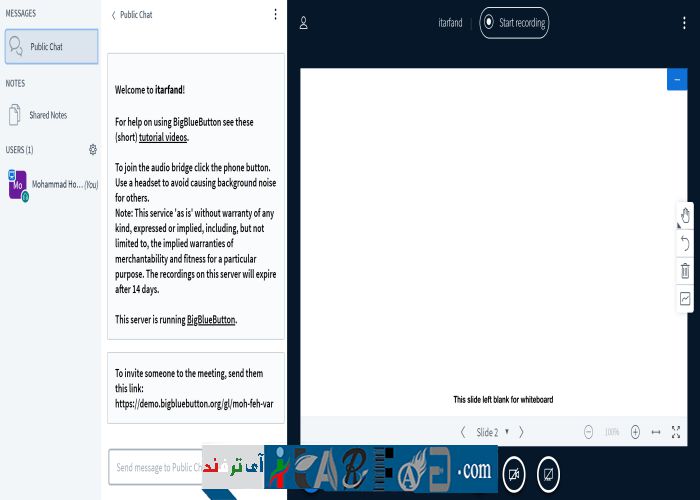 MESSAGES
Public Chat
NOTES
Shared Notes
USERS (1)
Mo
Mohammad Ho... (You)
Public Chat
Welcome to itarfand!
For help on using BigBlueButton see these
(short) tutorial videos.
To join the audio bridge click the phone button.
Use a headset to avoid causing background noise
for others.
Note: This service 'as is' without warranty of any
kind, expressed or implied, including, but not
limited to, the implied warranties of
merchantability and fitness for a particular
purpose. The recordings on this server will expire
after 14 days.
This server is running BigBlueButton.
To invite someone to the meeting, send them
this link:
https://demo.bigbluebutton.org/gl/moh-feh-var
Send message to Public Ch
itarfand
Start recording
This slide left blank for whiteboard
Slide 2
100%
آی ترفند
.com